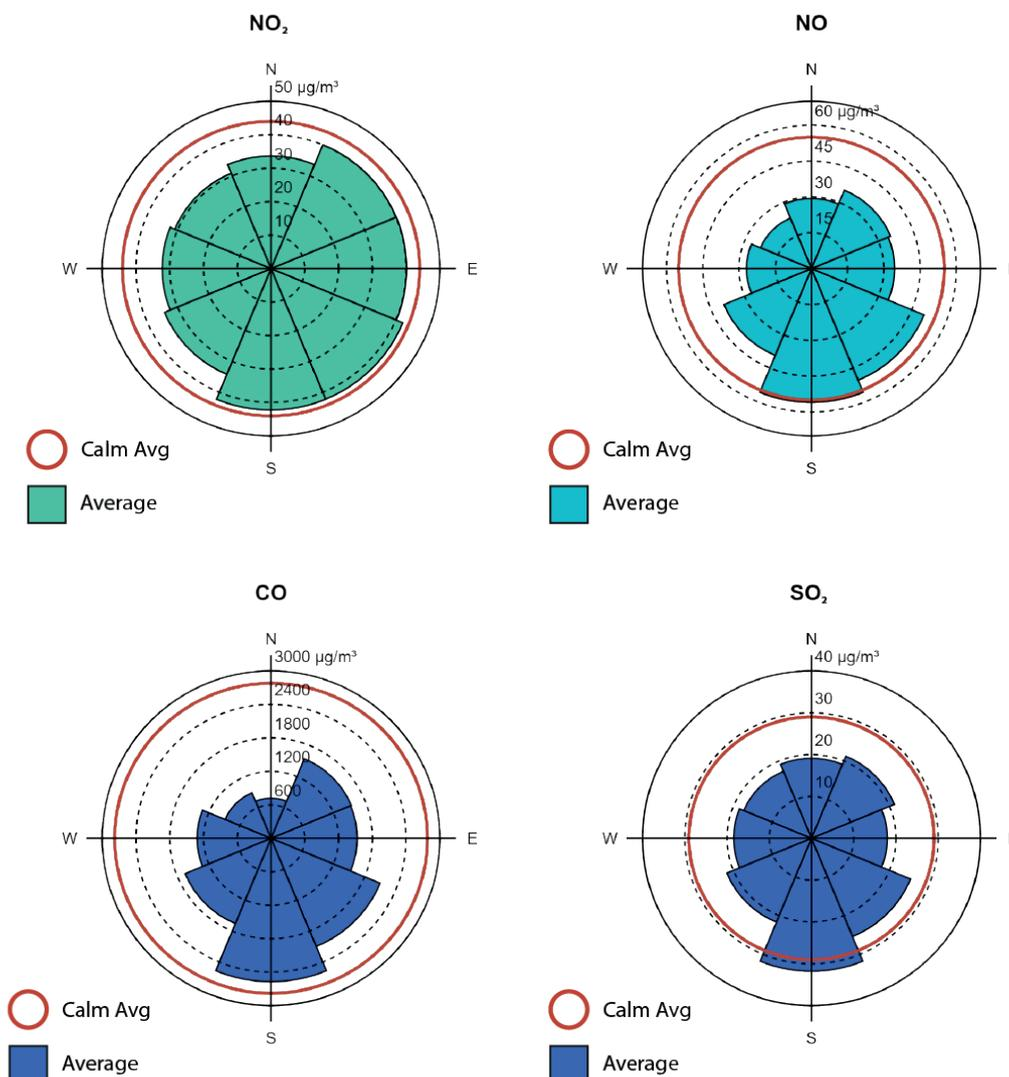 NO₂
N
50 µg/m³
40
30
20
10
W
E
S
Calm Avg
Average
NO
N
60 µg/m³
45
30
15
W
S
Calm Avg
Average
CO
N
3000 µg/m³
2400
1800
1200
600
W
E
S
Calm Avg
Average
SO₂
N
40 µg/m³
30
20
10
W
S
Calm Avg
Average